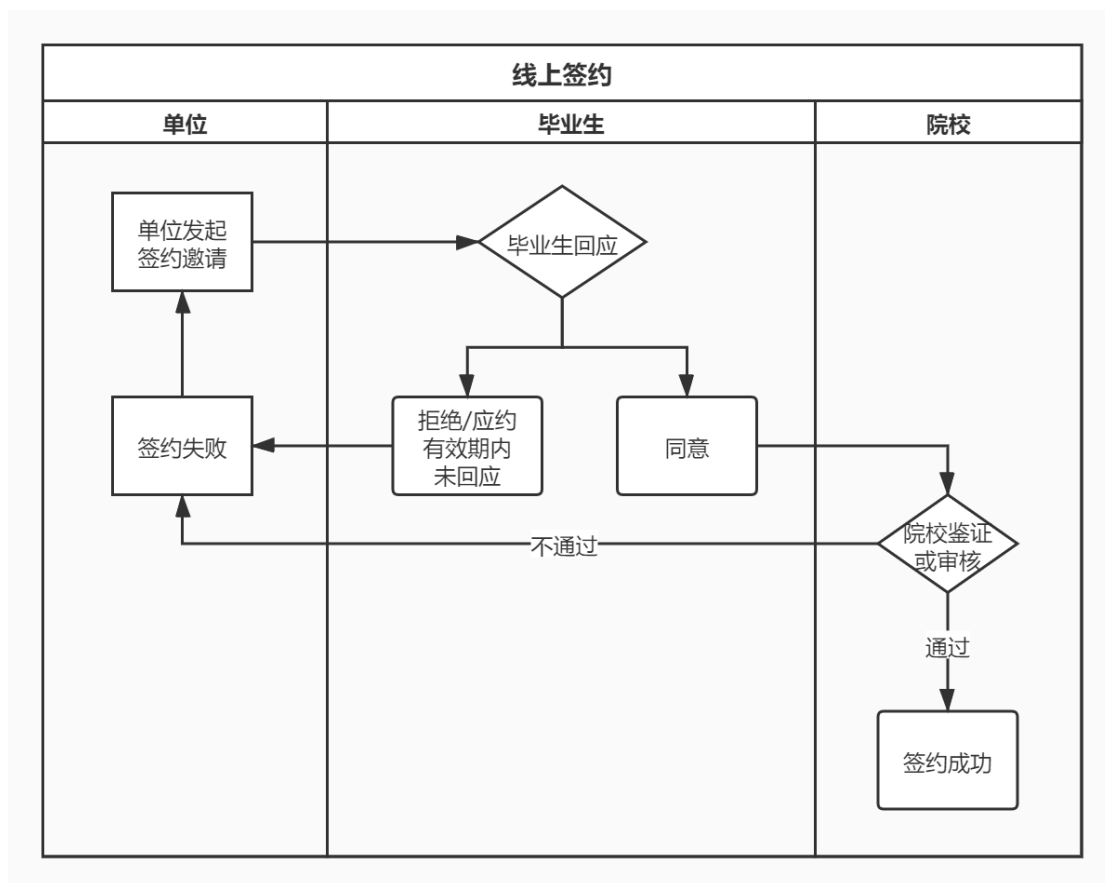 线上签约
单位
毕业生
院校
单位发起
签约邀请
毕业生回应
签约失败
拒绝/应约
有效期内
未回应
同意
院校鉴证
或审核
不通过
通过
签约成功